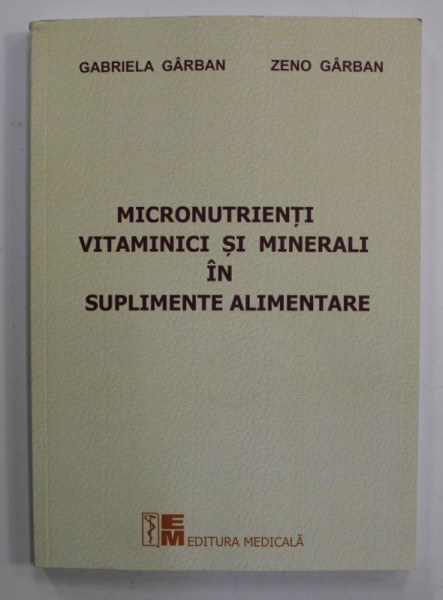 GABRIELA GÂRBAN ZENO GÂRBAN
MICRONUTRIENȚI
VITAMINICI ȘI MINERALI
ÎN
SUPLIMENTE ALIMENTARE
EM EDITURA MEDICALĂ